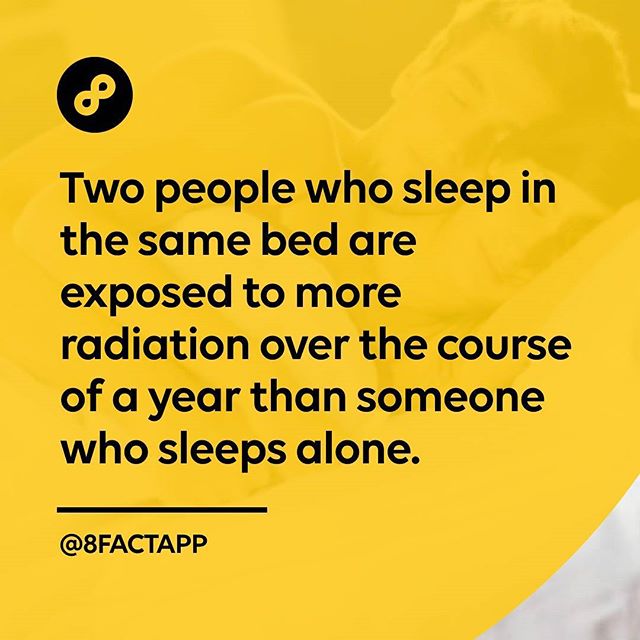 Two people who sleep in
the same bed are
exposed to more
radiation over the course
of a year than someone
who sleeps alone.
@8FACTAPP